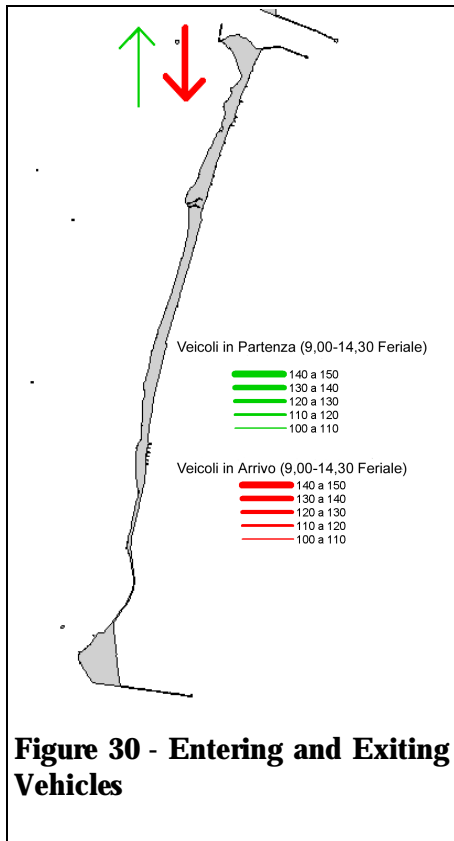 Veicoli in Partenza (9,00-14,30 Feriale)
140 a 150
130 a 140
120 a 130
110 a 120
100 a 110
Veicoli in Arrivo (9,00-14,30 Feriale)
140 a 150
130 a 140
120 a 130
110 a 120
100 a 110
Figure 30 - Entering and Exiting
Vehicles